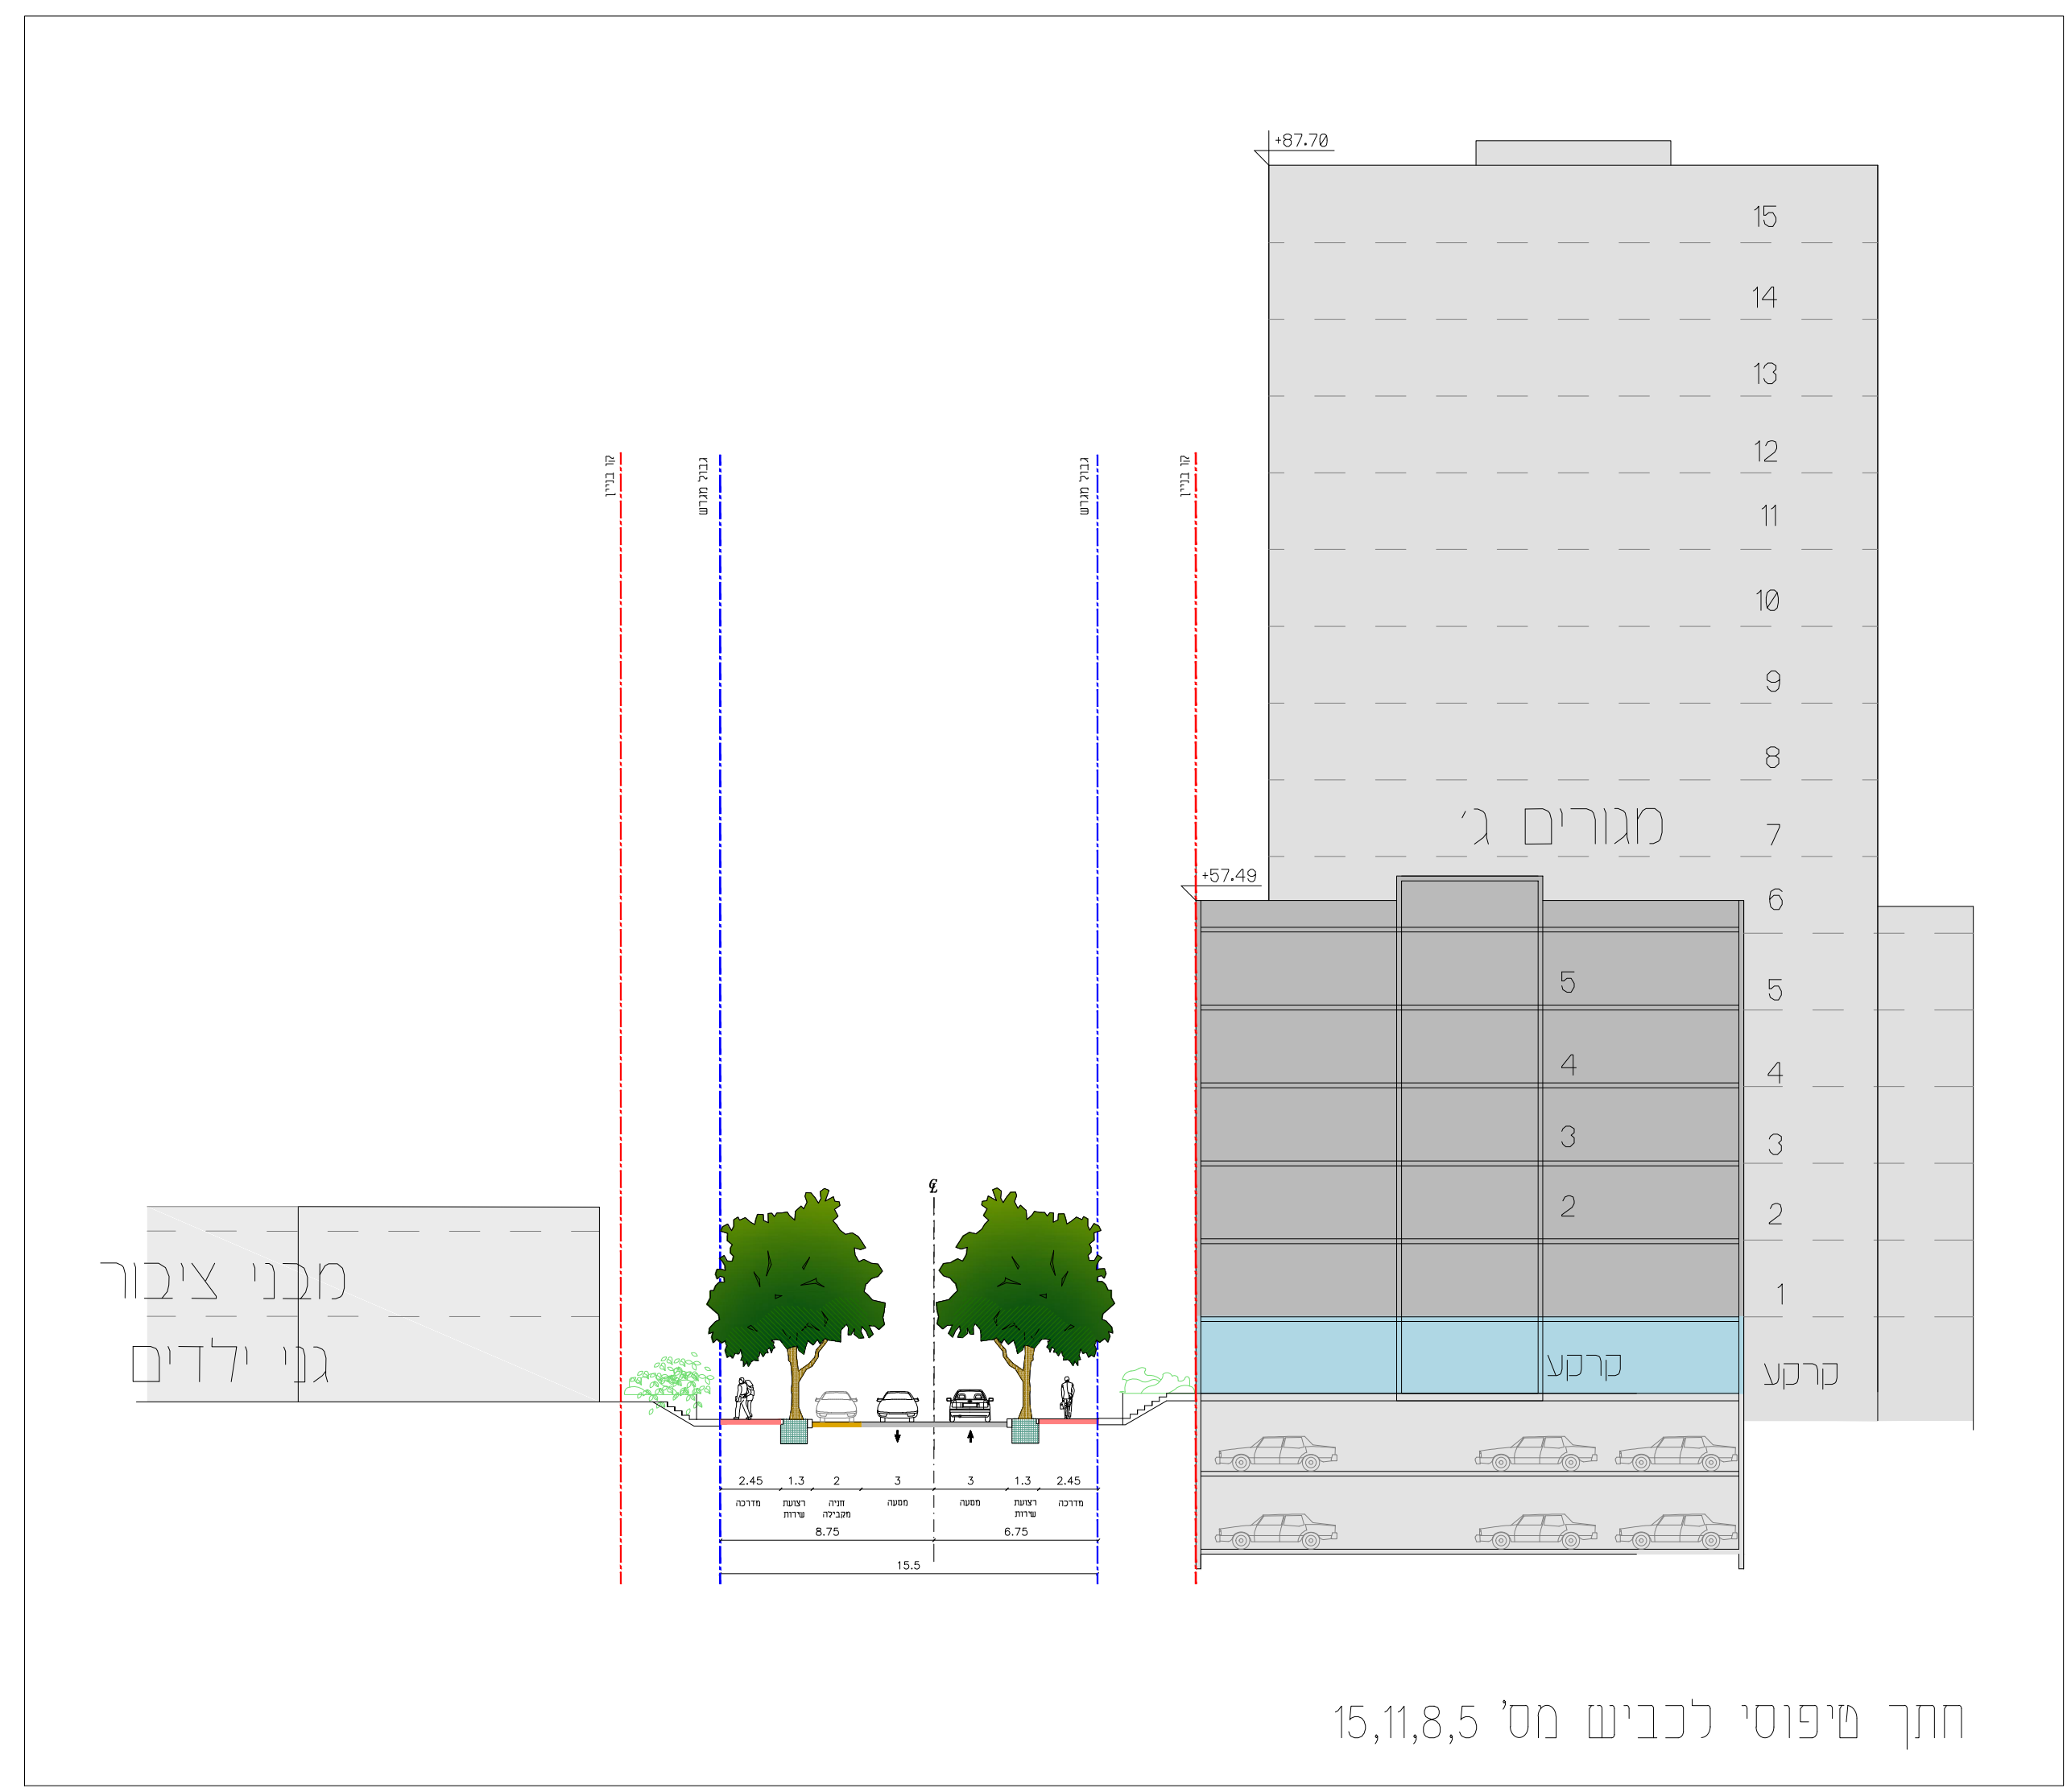 +87.70
15
14
13
12
11
10
9
8
מגורים ג'
7
+57.49
6
5
5
4
4
3
3
2
2
1
קרקע
קרקע
קו בניין
גבול מגרש
גבול מגרש
קו בניין
מבני ציבור
גני ילדים
CL
2.45 1.3 2 3 3 1.3 2.45
מדרכה
רצועת שירות
חניה מקבילה
מסעה
מסעה
רצועת שירות
מדרכה
8.75 6.75
15.5
חתך טיפוסי לכביש מס' 15,11,8,5